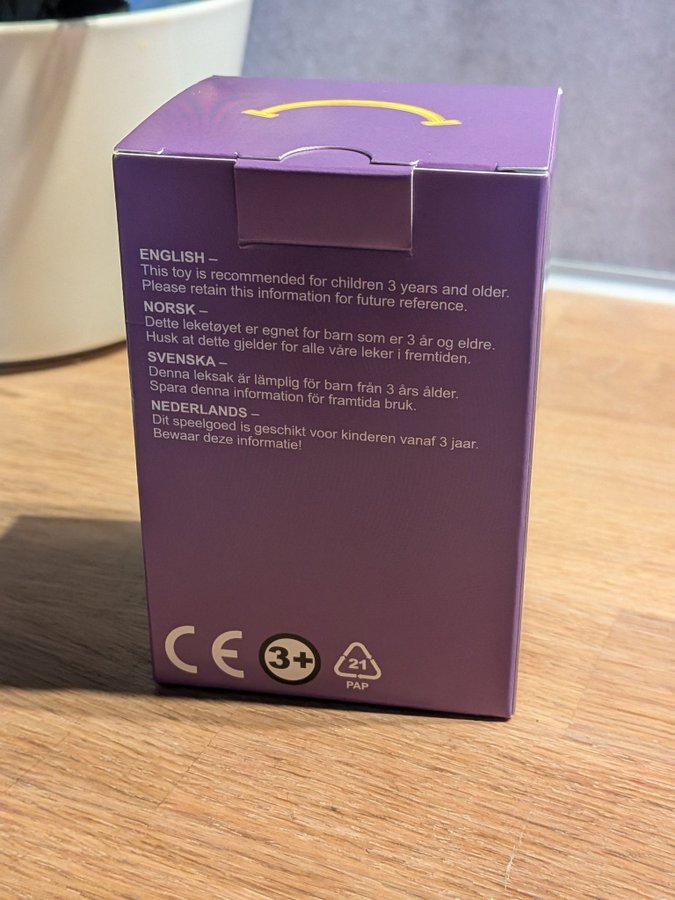 ENGLISH –
This toy is recommended for children 3 years and older.
Please retain this information for future reference.
NORSK –
Dette leketøyet er egnet for barn som er 3 år og eldre.
Husk at dette gjelder for alle våre leker i fremtiden.
SVENSKA –
Denna leksak är lämplig för barn från 3 års ålder.
Spara denna information för framtida bruk.
NEDERLANDS –
Dit speelgoed is geschikt voor kinderen vanaf 3 jaar.
Bewaar deze informatie!
CE 3+ 21
PAP